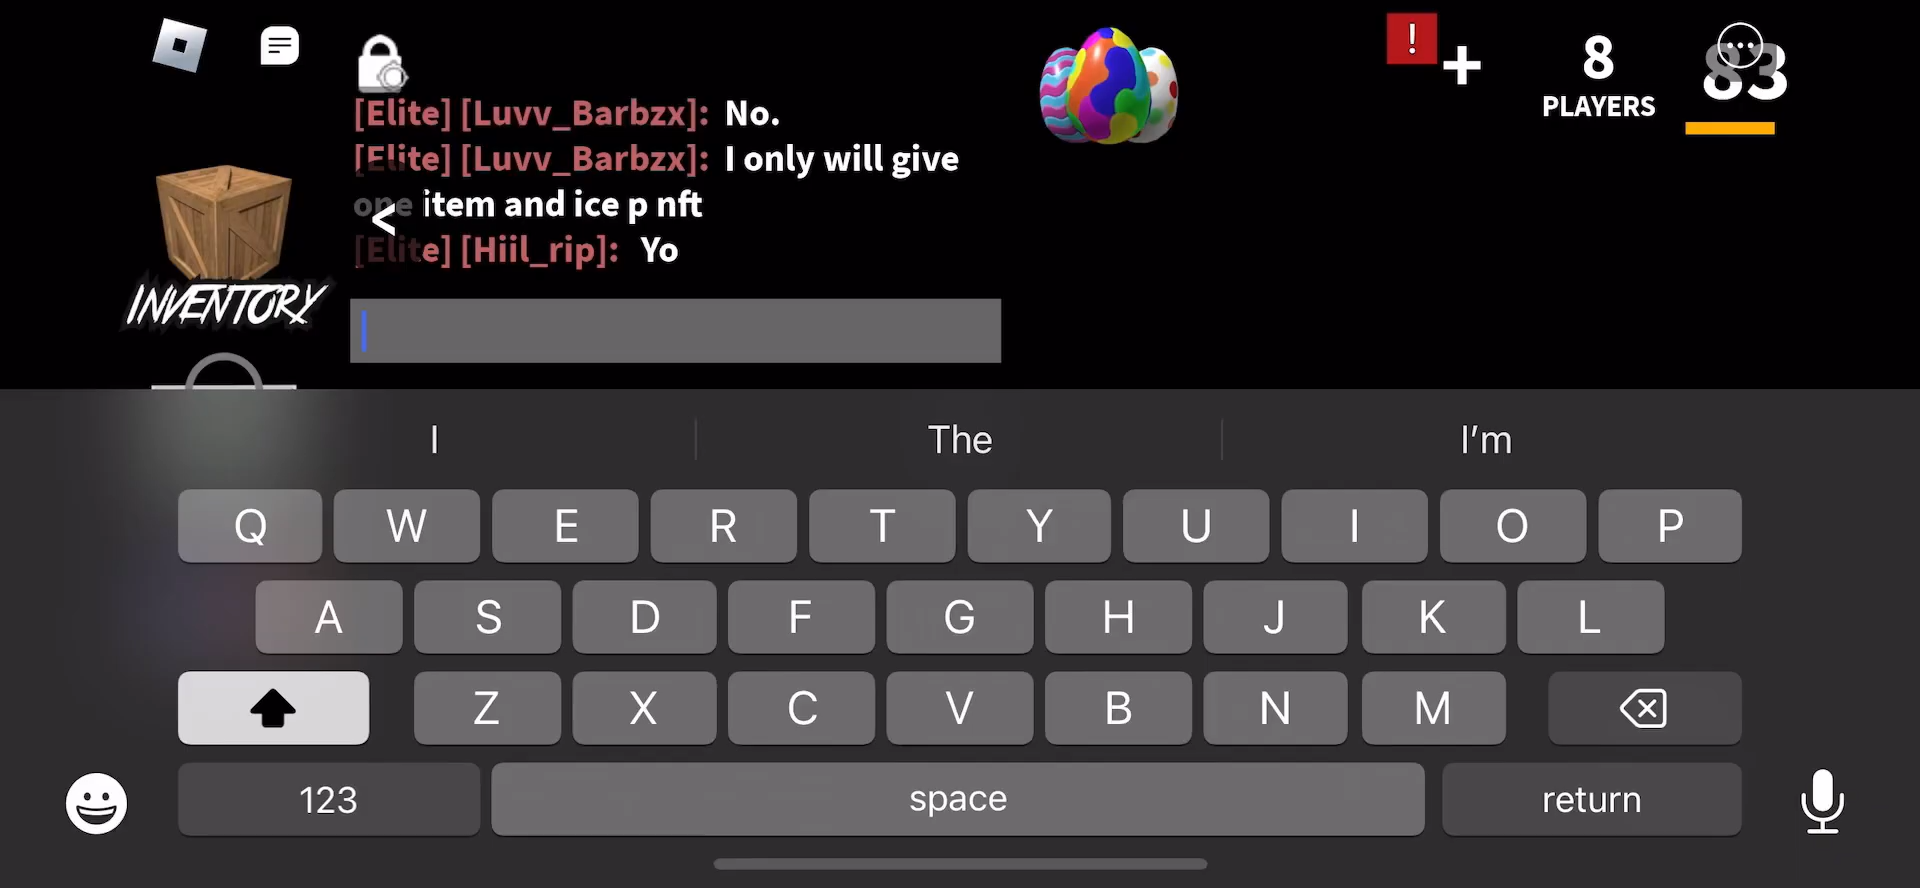 !
+
8
PLAYERS
83
[Elite] [Luvv_Barbzx]: No.
[Elite] [Luvv_Barbzx]: I only will give
one item and ice p nft
[Elite] [Hiil_rip]: Yo
<
INVENTORY
I The I’m
Q W E R T Y U I O P
A S D F G H J K L
Z X C V B N M
123 space return